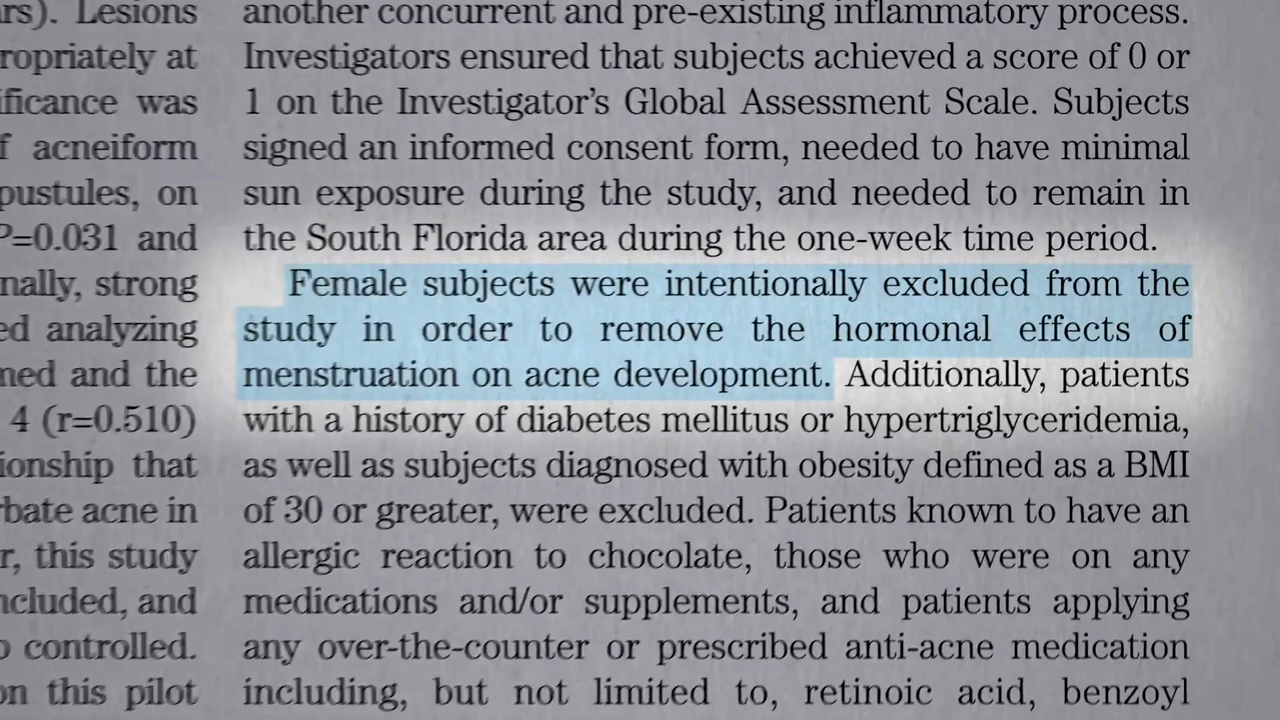 rs). Lesions
ropriately at
ificance was
f acneiform
pustules, on
P=0.031 and
nally, strong
ed analyzing
ned and the
4 (r=0.510)
ionship that
rbate acne in
r, this study
ncluded, and
o controlled.
on this pilot
another concurrent and pre-existing inflammatory process.
Investigators ensured that subjects achieved a score of 0 or
1 on the Investigator’s Global Assessment Scale. Subjects
signed an informed consent form, needed to have minimal
sun exposure during the study, and needed to remain in
the South Florida area during the one-week time period.
Female subjects were intentionally excluded from the
study in order to remove the hormonal effects of
menstruation on acne development. Additionally, patients
with a history of diabetes mellitus or hypertriglyceridemia,
as well as subjects diagnosed with obesity defined as a BMI
of 30 or greater, were excluded. Patients known to have an
allergic reaction to chocolate, those who were on any
medications and/or supplements, and patients applying
any over-the-counter or prescribed anti-acne medication
including, but not limited to, retinoic acid, benzoyl